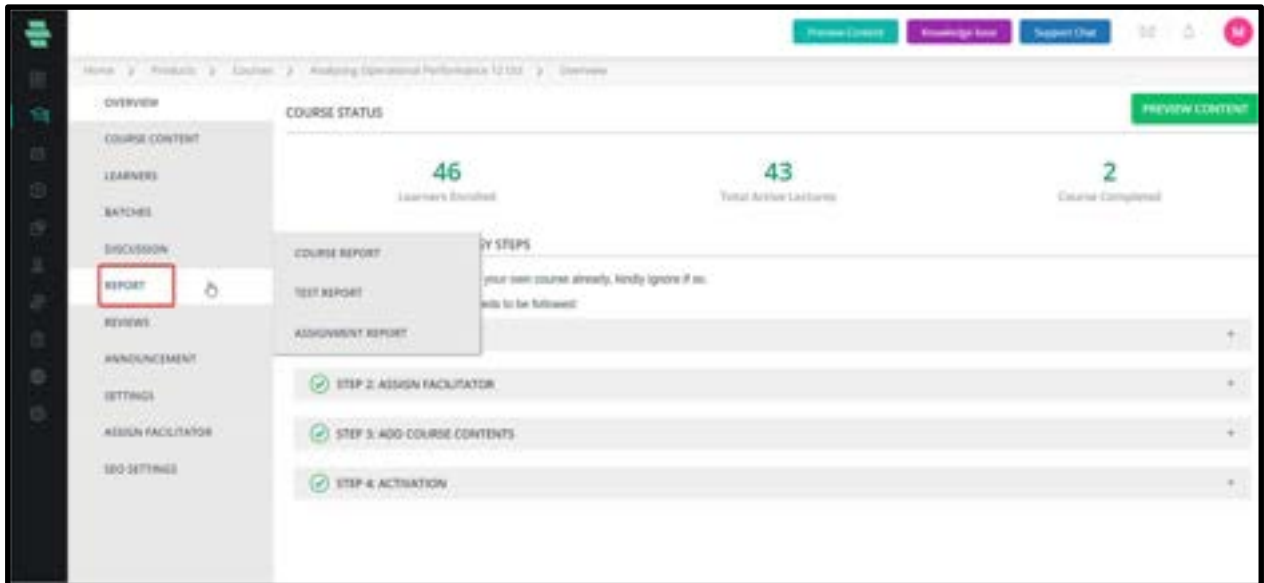 Preview Content Knowledge base Support Chat M
Home > Products > Courses > Analysing Operational Performance 12 Oct > Overview
OVERVIEW
COURSE CONTENT
LEARNERS
BATCHES
DISCUSSION
REPORT
REVIEWS
ANNOUNCEMENT
SETTINGS
ASSIGN FACILITATOR
SEO SETTINGS
COURSE REPORT
TEST REPORT
ASSIGNMENT REPORT
COURSE STATUS
PREVIEW CONTENT
46 43 2
Learners Enrolled Total Active Lectures Course Completed
STEPS
your own course already, kindly ignore if so.
to be followed
STEP 2: ASSIGN FACILITATOR
STEP 3: ADD COURSE CONTENTS
STEP 4: ACTIVATION